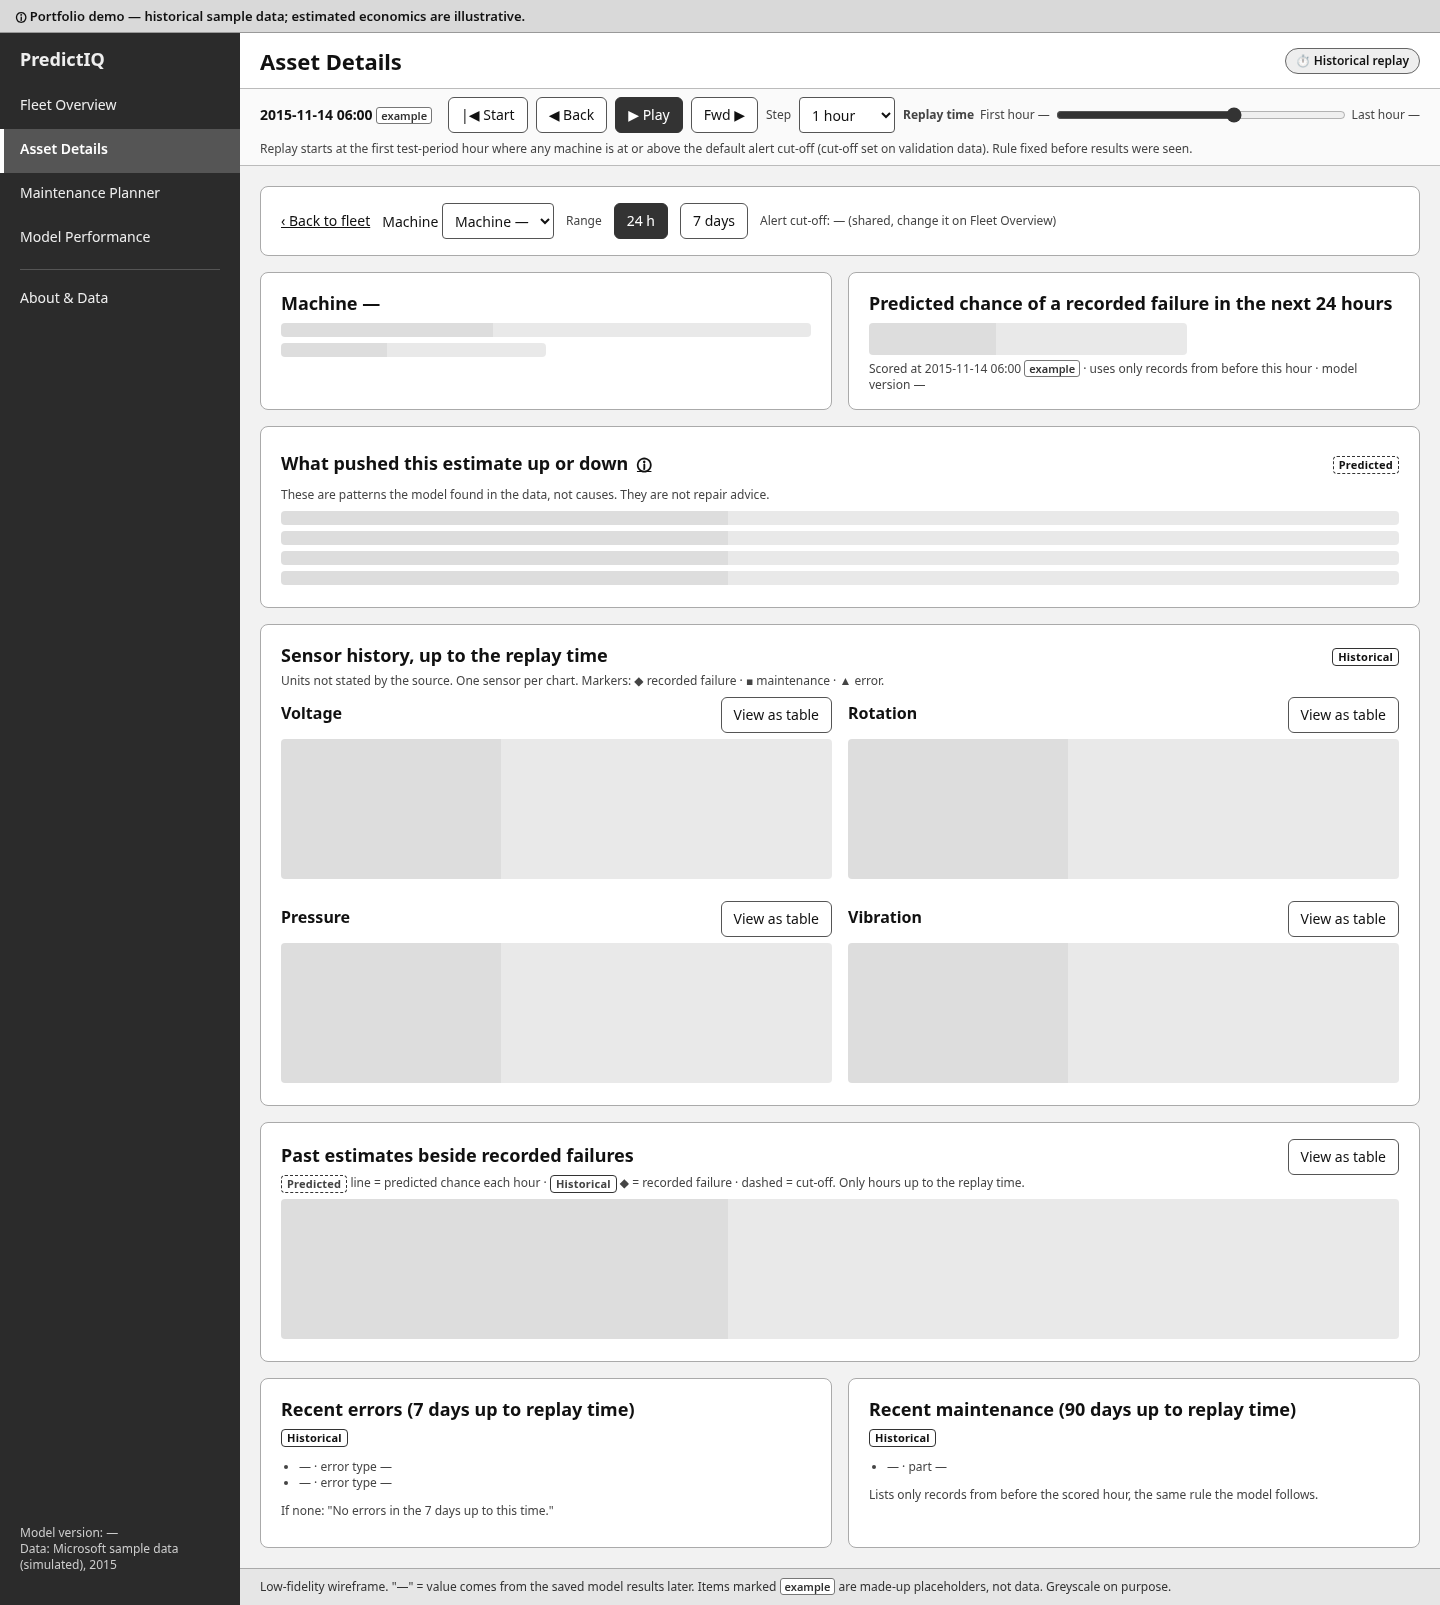 ⓘ Portfolio demo — historical sample data; estimated economics are illustrative.
PredictIQ
Fleet Overview
Asset Details
Maintenance Planner
Model Performance
About & Data
Model version: —
Data: Microsoft sample data
(simulated), 2015
Asset Details
⏱ Historical replay
2015-11-14 06:00 example |◀ Start ◀ Back ▶ Play Fwd ▶ Step 1 hour Replay time First hour — Last hour —
Replay starts at the first test-period hour where any machine is at or above the default alert cut-off (cut-off set on validation data). Rule fixed before results were seen.
‹ Back to fleet Machine Machine — Range 24 h 7 days Alert cut-off: — (shared, change it on Fleet Overview)
Machine —
Predicted chance of a recorded failure in the next 24 hours
Scored at 2015-11-14 06:00 example · uses only records from before this hour · model
version —
What pushed this estimate up or down ⓘ
Predicted
These are patterns the model found in the data, not causes. They are not repair advice.
Sensor history, up to the replay time
Historical
Units not stated by the source. One sensor per chart. Markers: ◆ recorded failure · ■ maintenance · ▲ error.
Voltage View as table
Rotation View as table
Pressure View as table
Vibration View as table
Past estimates beside recorded failures
View as table
Predicted line = predicted chance each hour · Historical ◆ = recorded failure · dashed = cut-off. Only hours up to the replay time.
Recent errors (7 days up to replay time)
Historical
• — · error type —
• — · error type —
If none: "No errors in the 7 days up to this time."
Recent maintenance (90 days up to replay time)
Historical
• — · part —
Lists only records from before the scored hour, the same rule the model follows.
Low-fidelity wireframe. "—" = value comes from the saved model results later. Items marked example are made-up placeholders, not data. Greyscale on purpose.